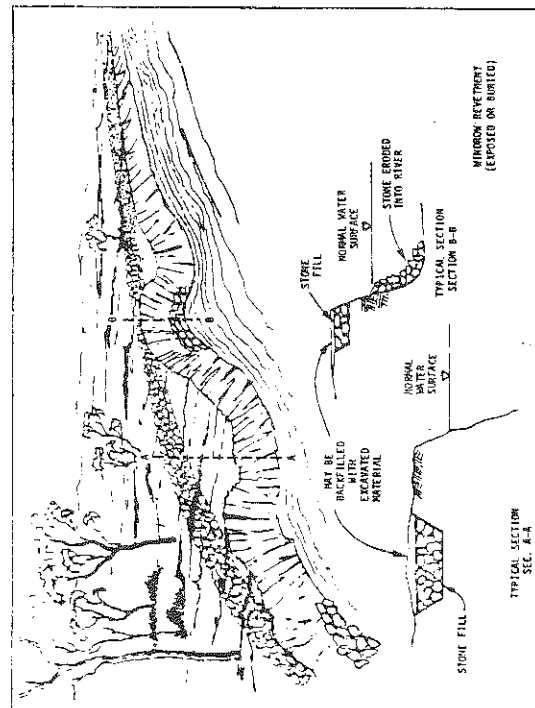 A
A
B
B
MAY BE
BACKFILLED
WITH
EXCAVATED
MATERIAL
STONE FILL
TYPICAL SECTION
SEC. A-A
NORMAL
WATER
SURFACE
STONE
FILL
NORMAL WATER
SURFACE
STONE ERODED
INTO RIVER
TYPICAL SECTION
SECTION B-B
WINDROW REVETMENT
(EXPOSED OR BURIED)